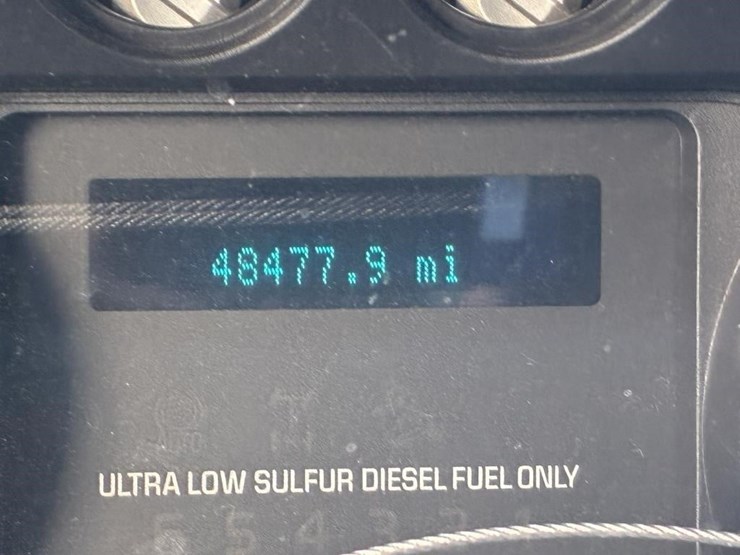 48477.9 mi
ULTRA LOW SULFUR DIESEL FUEL ONLY